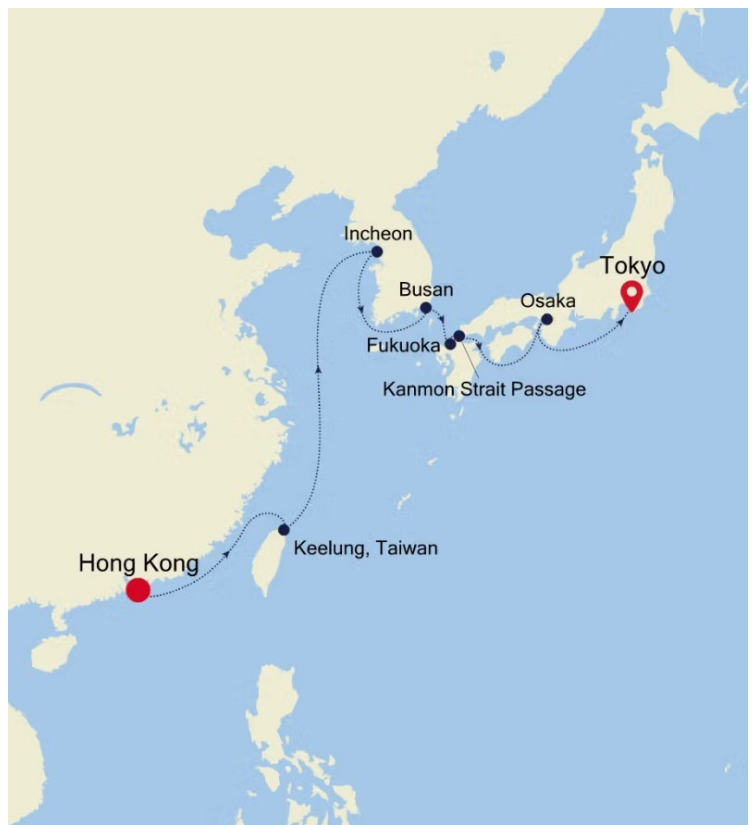 Incheon
Tokyo
Busan
Osaka
Fukuoka
Kanmon Strait Passage
Keelung, Taiwan
Hong Kong